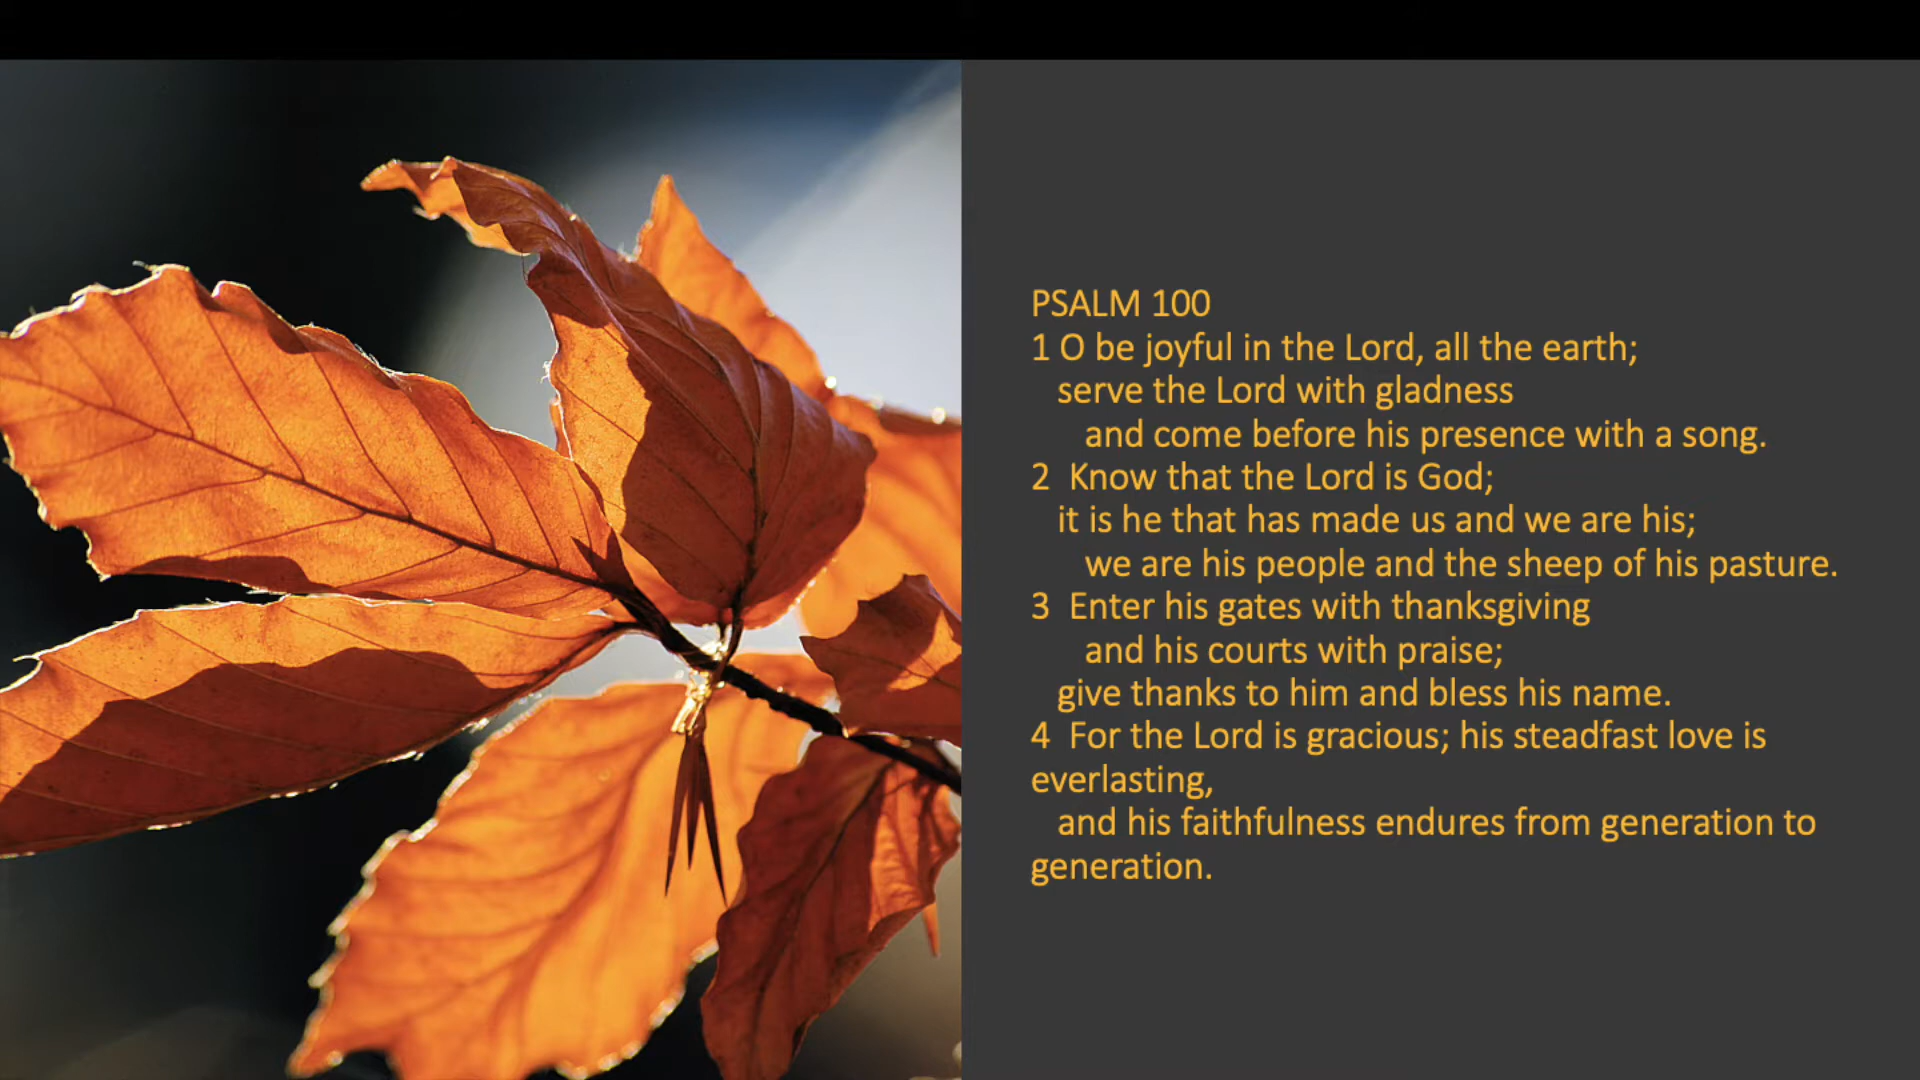 PSALM 100
1 O be joyful in the Lord, all the earth;
serve the Lord with gladness
and come before his presence with a song.
2 Know that the Lord is God;
it is he that has made us and we are his;
we are his people and the sheep of his pasture.
3 Enter his gates with thanksgiving
and his courts with praise;
give thanks to him and bless his name.
4 For the Lord is gracious; his steadfast love is
everlasting,
and his faithfulness endures from generation to
generation.